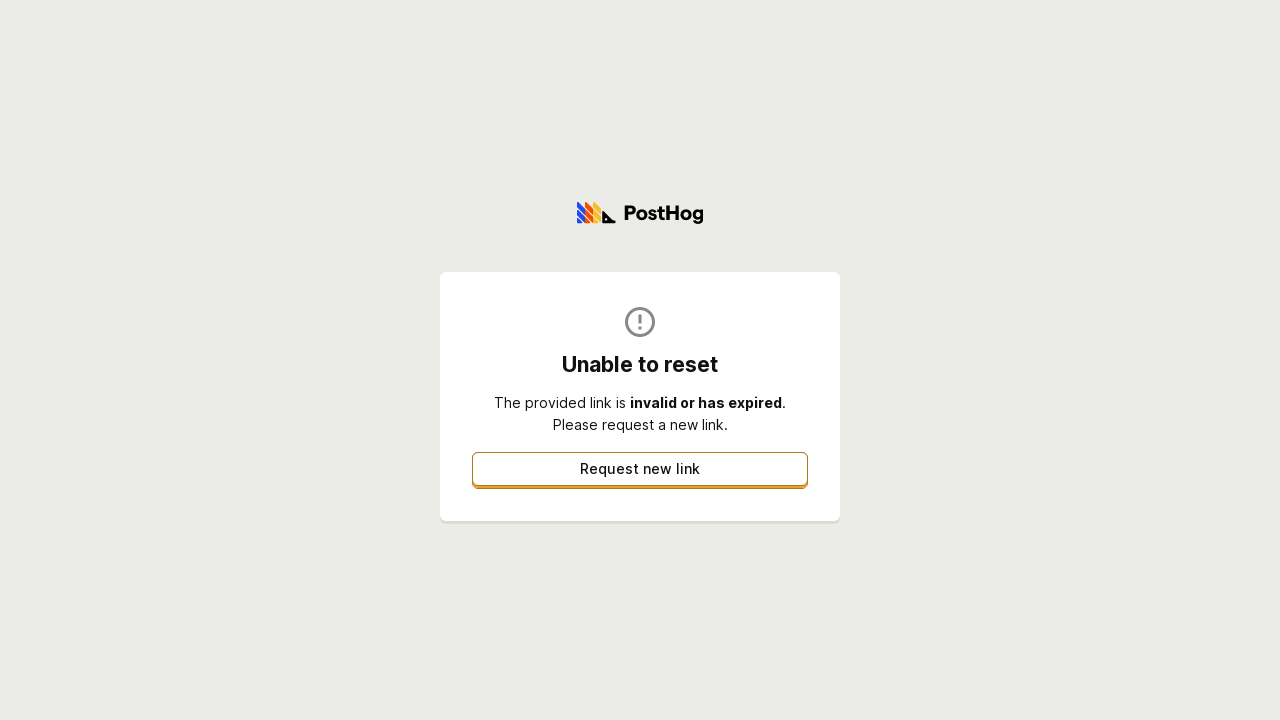 PostHog
Unable to reset
The provided link is invalid or has expired.
Please request a new link.
Request new link